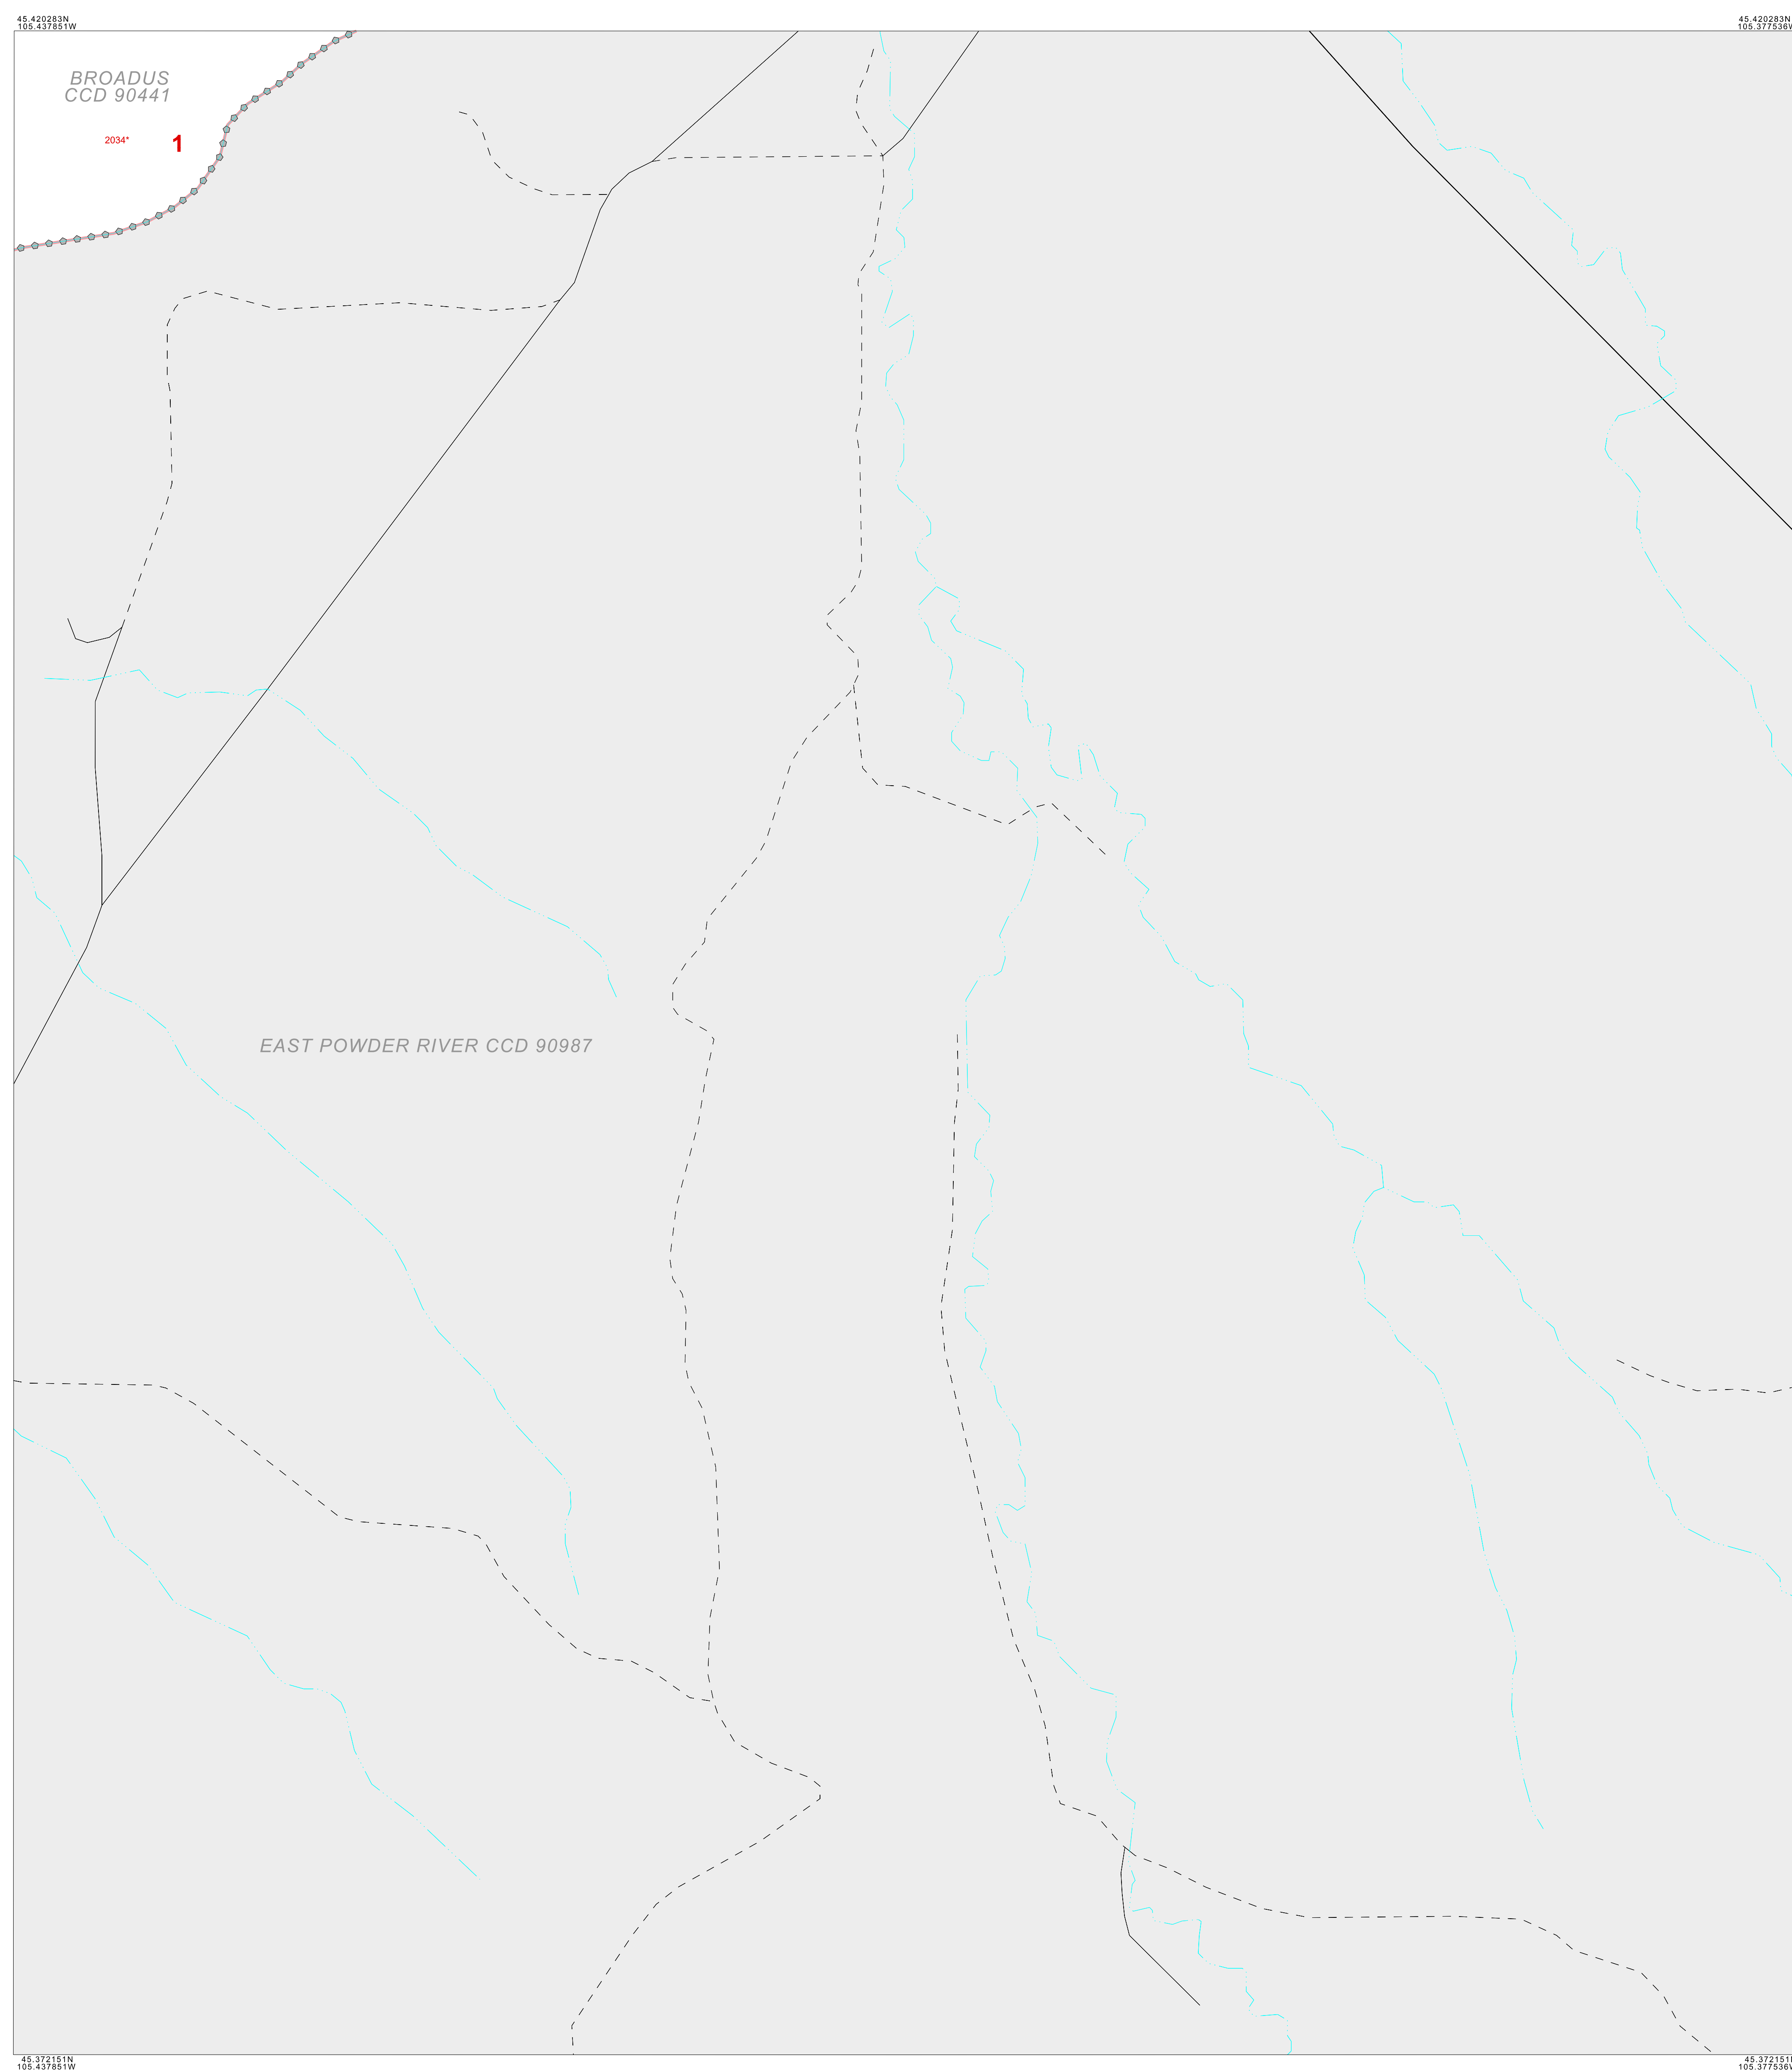 45.420283N
105.437851W
45.420283N
105.377536W
BROADUS
CCD 90441
2034*
1
EAST POWDER RIVER CCD 90987
45.372151N
105.437851W
45.372151N
105.377536W